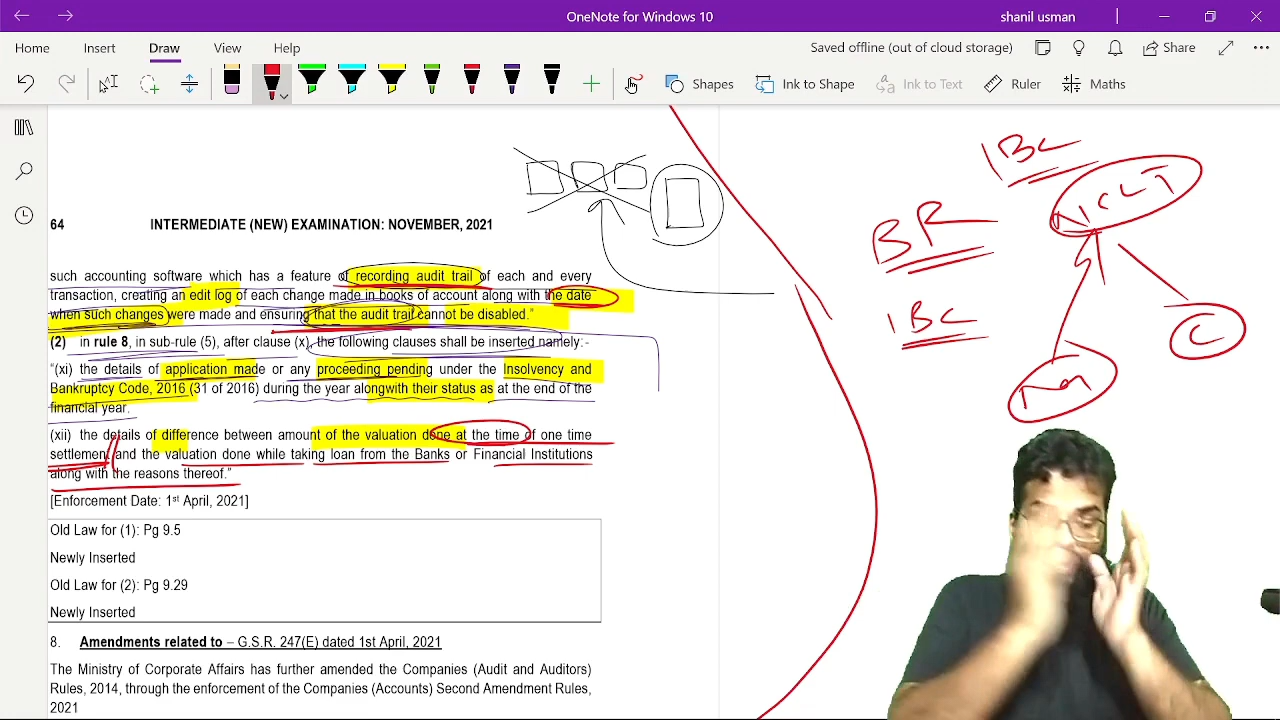 OneNote for Windows 10
shanil usman
Home Insert Draw View Help
Saved offline (out of cloud storage)
Share
Shapes
Ink to Shape
Ink to Text
Ruler
Maths
64 INTERMEDIATE (NEW) EXAMINATION: NOVEMBER, 2021
such accounting software which has a feature of recording audit trail of each and every
transaction, creating an edit log of each change made in books of account along with the date
when such changes were made and ensuring that the audit trail cannot be disabled.”
(2) in rule 8, in sub-rule (5), after clause (x), the following clauses shall be inserted namely:-
“(xi) the details of application made or any proceeding pending under the Insolvency and
Bankruptcy Code, 2016 (31 of 2016) during the year alongwith their status as at the end of the
financial year.
(xii) the details of difference between amount of the valuation done at the time of one time
settlement and the valuation done while taking loan from the Banks or Financial Institutions
along with the reasons thereof.”
[Enforcement Date: 1st April, 2021]
Old Law for (1): Pg 9.5
Newly Inserted
Old Law for (2): Pg 9.29
Newly Inserted
8. Amendments related to – G.S.R. 247(E) dated 1st April, 2021
The Ministry of Corporate Affairs has further amended the Companies (Audit and Auditors)
Rules, 2014, through the enforcement of the Companies (Accounts) Second Amendment Rules,
2021
IBC
NCLT
BR
IBC
C